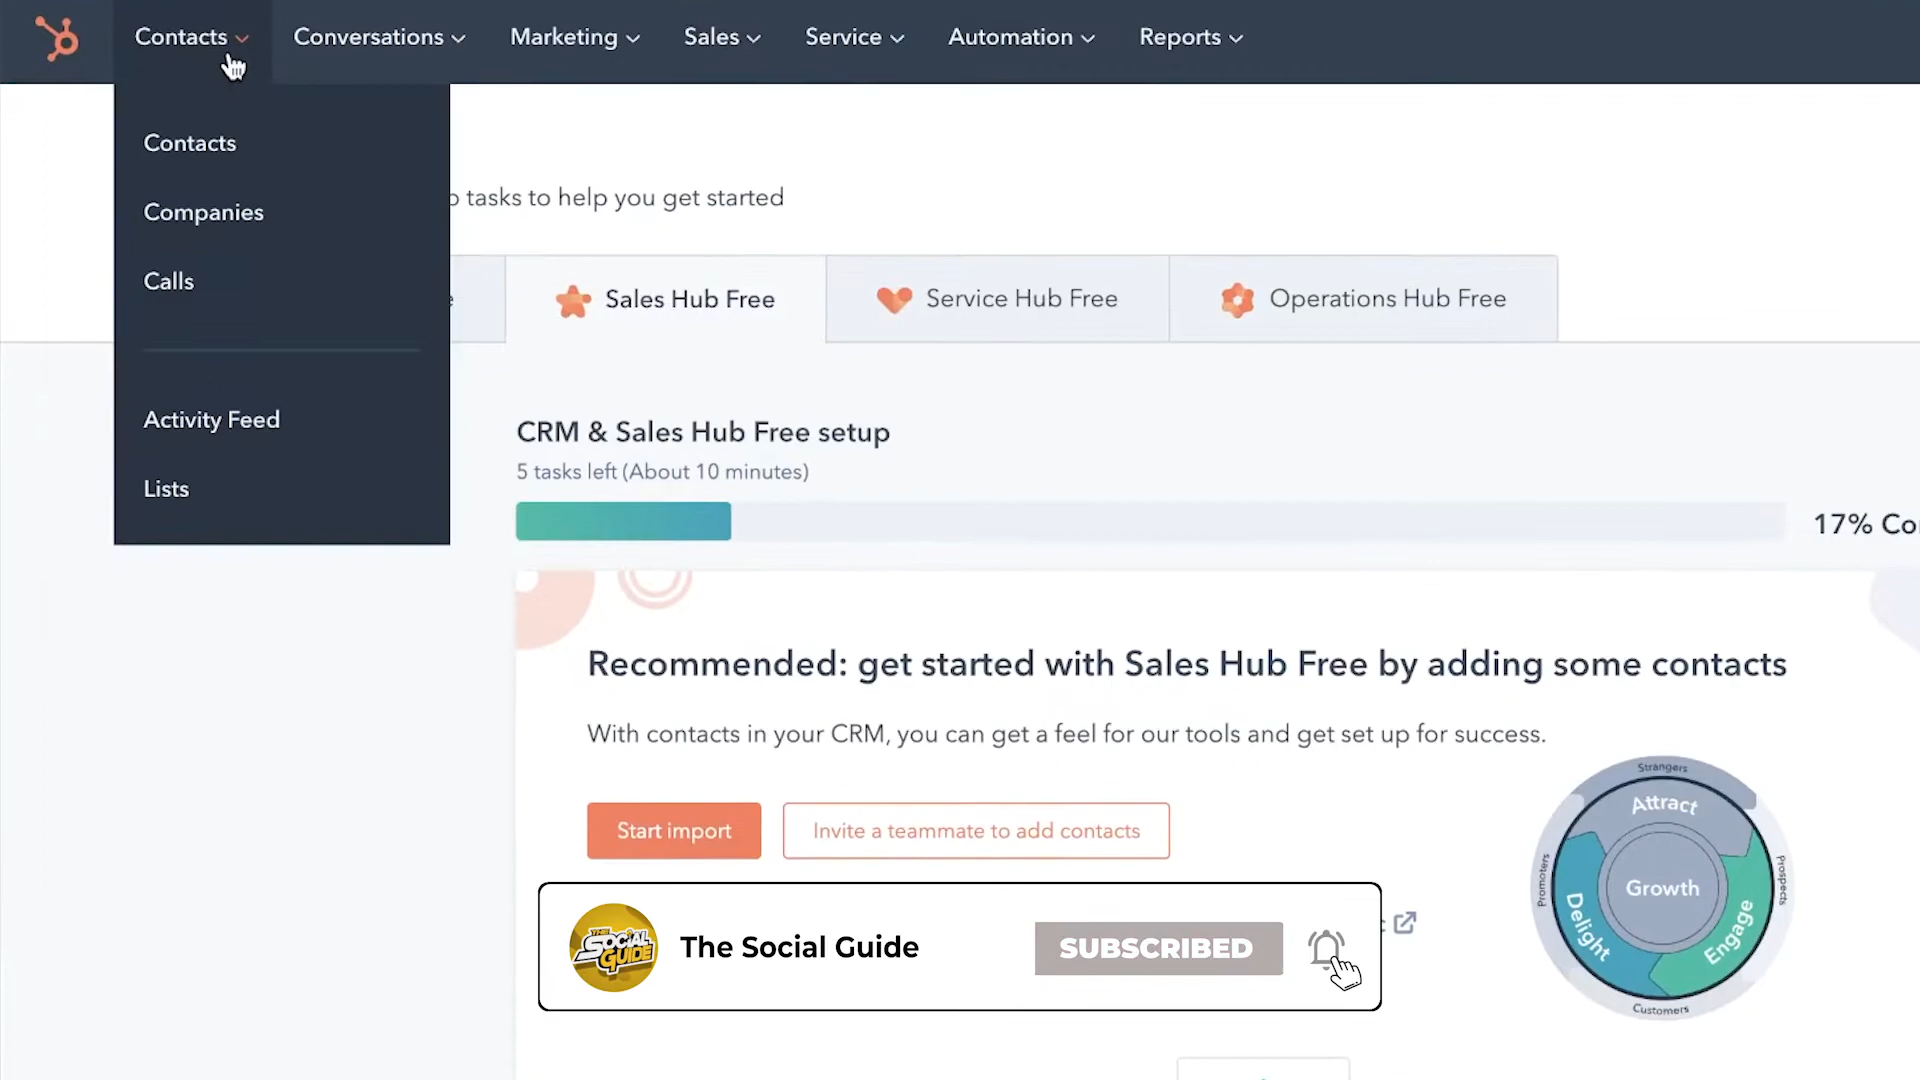 Contacts
Conversations
Marketing
Sales
Service
Automation
Reports
Contacts
Companies
Calls
Activity Feed
Lists
tasks to help you get started
Sales Hub Free
Service Hub Free
Operations Hub Free
CRM & Sales Hub Free setup
5 tasks left (About 10 minutes)
17%
Recommended: get started with Sales Hub Free by adding some contacts
With contacts in your CRM, you can get a feel for our tools and get set up for success.
Start import
Invite a teammate to add contacts
Strangers
Attract
Promoters
Prospects
Growth
Delight
Engage
Customers
THE SOCIAL GUIDE
The Social Guide
SUBSCRIBED